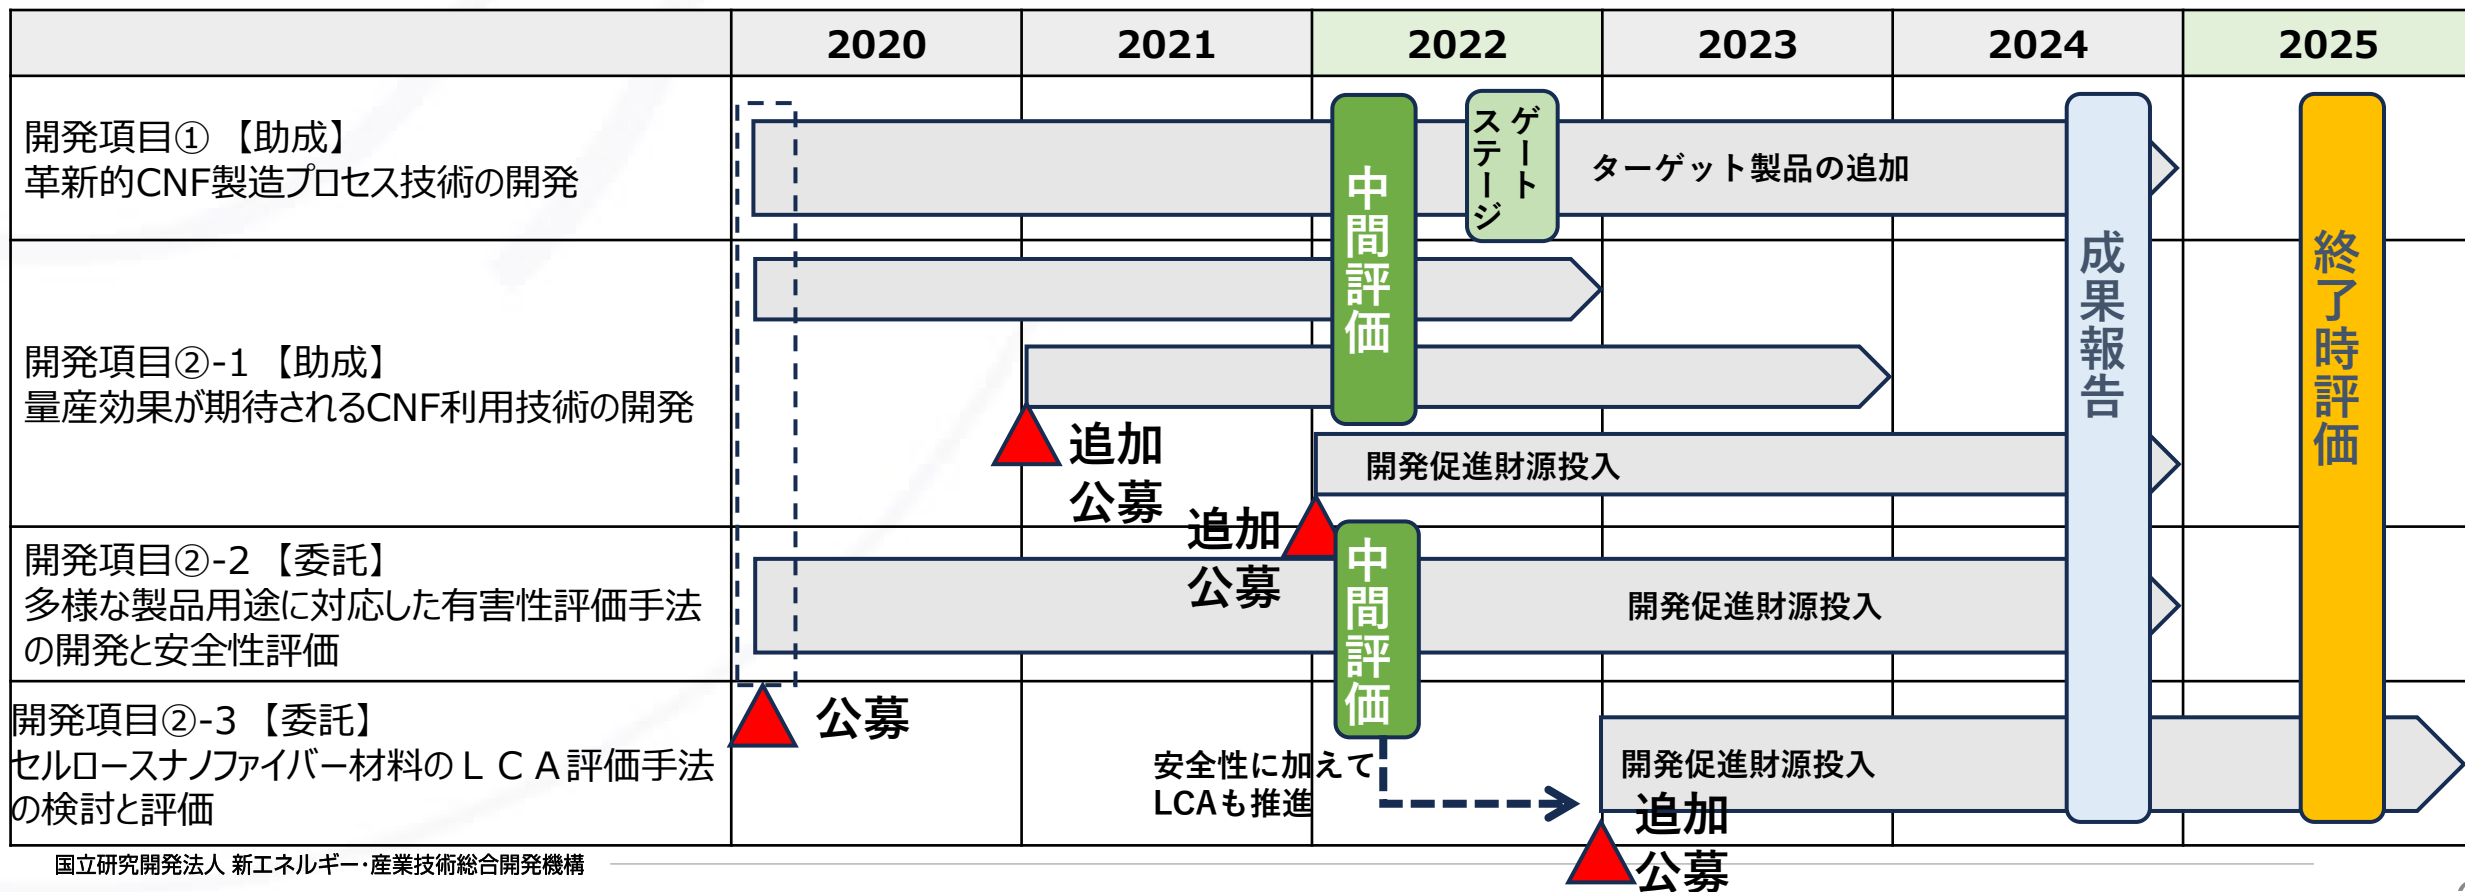 2020
2021
2022
2023
2024
2025
開発項目① 【助成】
革新的CNF製造プロセス技術の開発
ステージ
ゲート
ターゲット製品の追加
中間評価
成果報告
終了時評価
開発項目②-1 【助成】
量産効果が期待されるCNF利用技術の開発
追加
公募
開発促進財源投入
追加
公募
開発項目②-2 【委託】
多様な製品用途に対応した有害性評価手法
の開発と安全性評価
中間評価
開発促進財源投入
開発項目②-3 【委託】
セルロースナノファイバー材料のLCA評価手法
の検討と評価
公募
安全性に加えて
LCAも推進
開発促進財源投入
追加
公募
国立研究開発法人 新エネルギー・産業技術総合開発機構